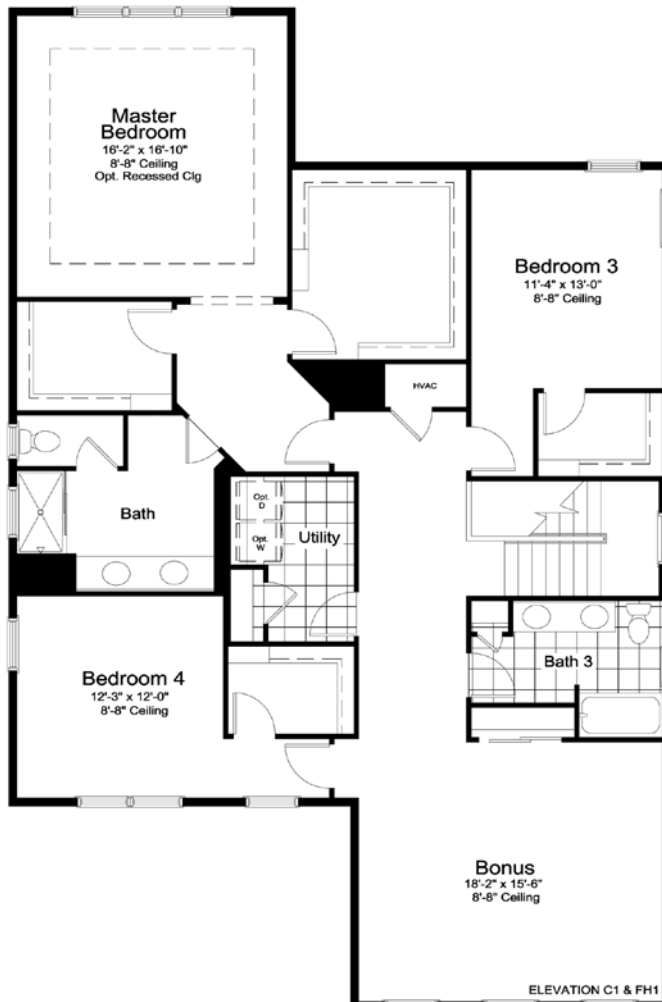 Master
Bedroom
16'-2" x 16'-10"
8'-8" Ceiling
Opt. Recessed Clg
Bedroom 3
11'-4" x 13'-0"
8'-8" Ceiling
HVAC
Bath
Opt.
D
Opt.
W
Utility
Bath 3
Bedroom 4
12'-3" x 12'-0"
8'-8" Ceiling
Bonus
18'-2" x 15'-6"
8'-8" Ceiling
ELEVATION C1 & FH1